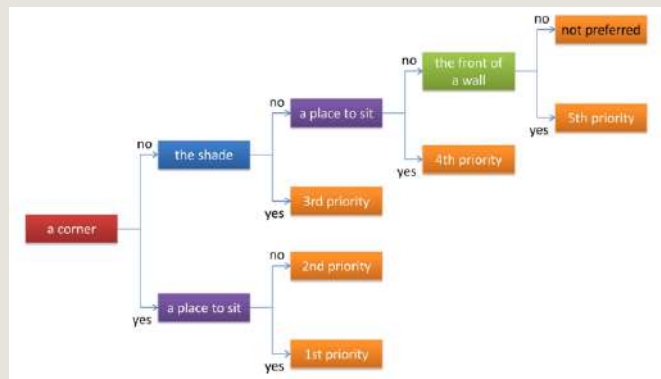 no
not preferred
the front of
a wall
no
no
a place to sit
yes
5th priority
no
the shade
yes
4th priority
yes
3rd priority
a corner
no
2nd priority
yes
a place to sit
yes
1st priority